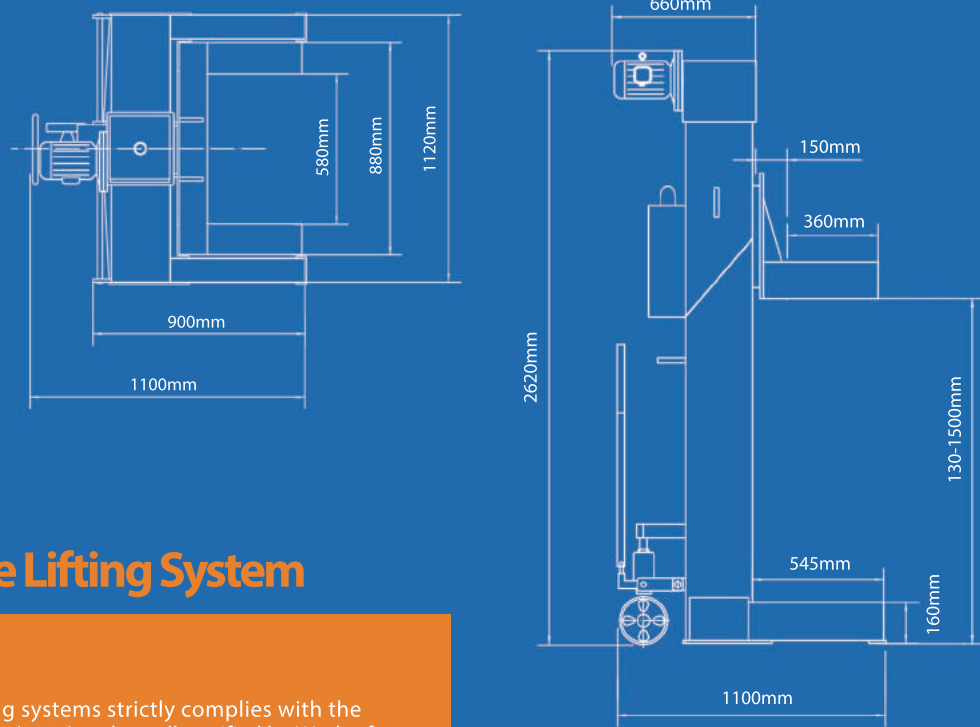 660mm
580mm
880mm
1120mm
150mm
360mm
900mm
2620mm
1100mm
130-1500mm
e Lifting System
545mm
160mm
1100mm
g systems strictly complies with the